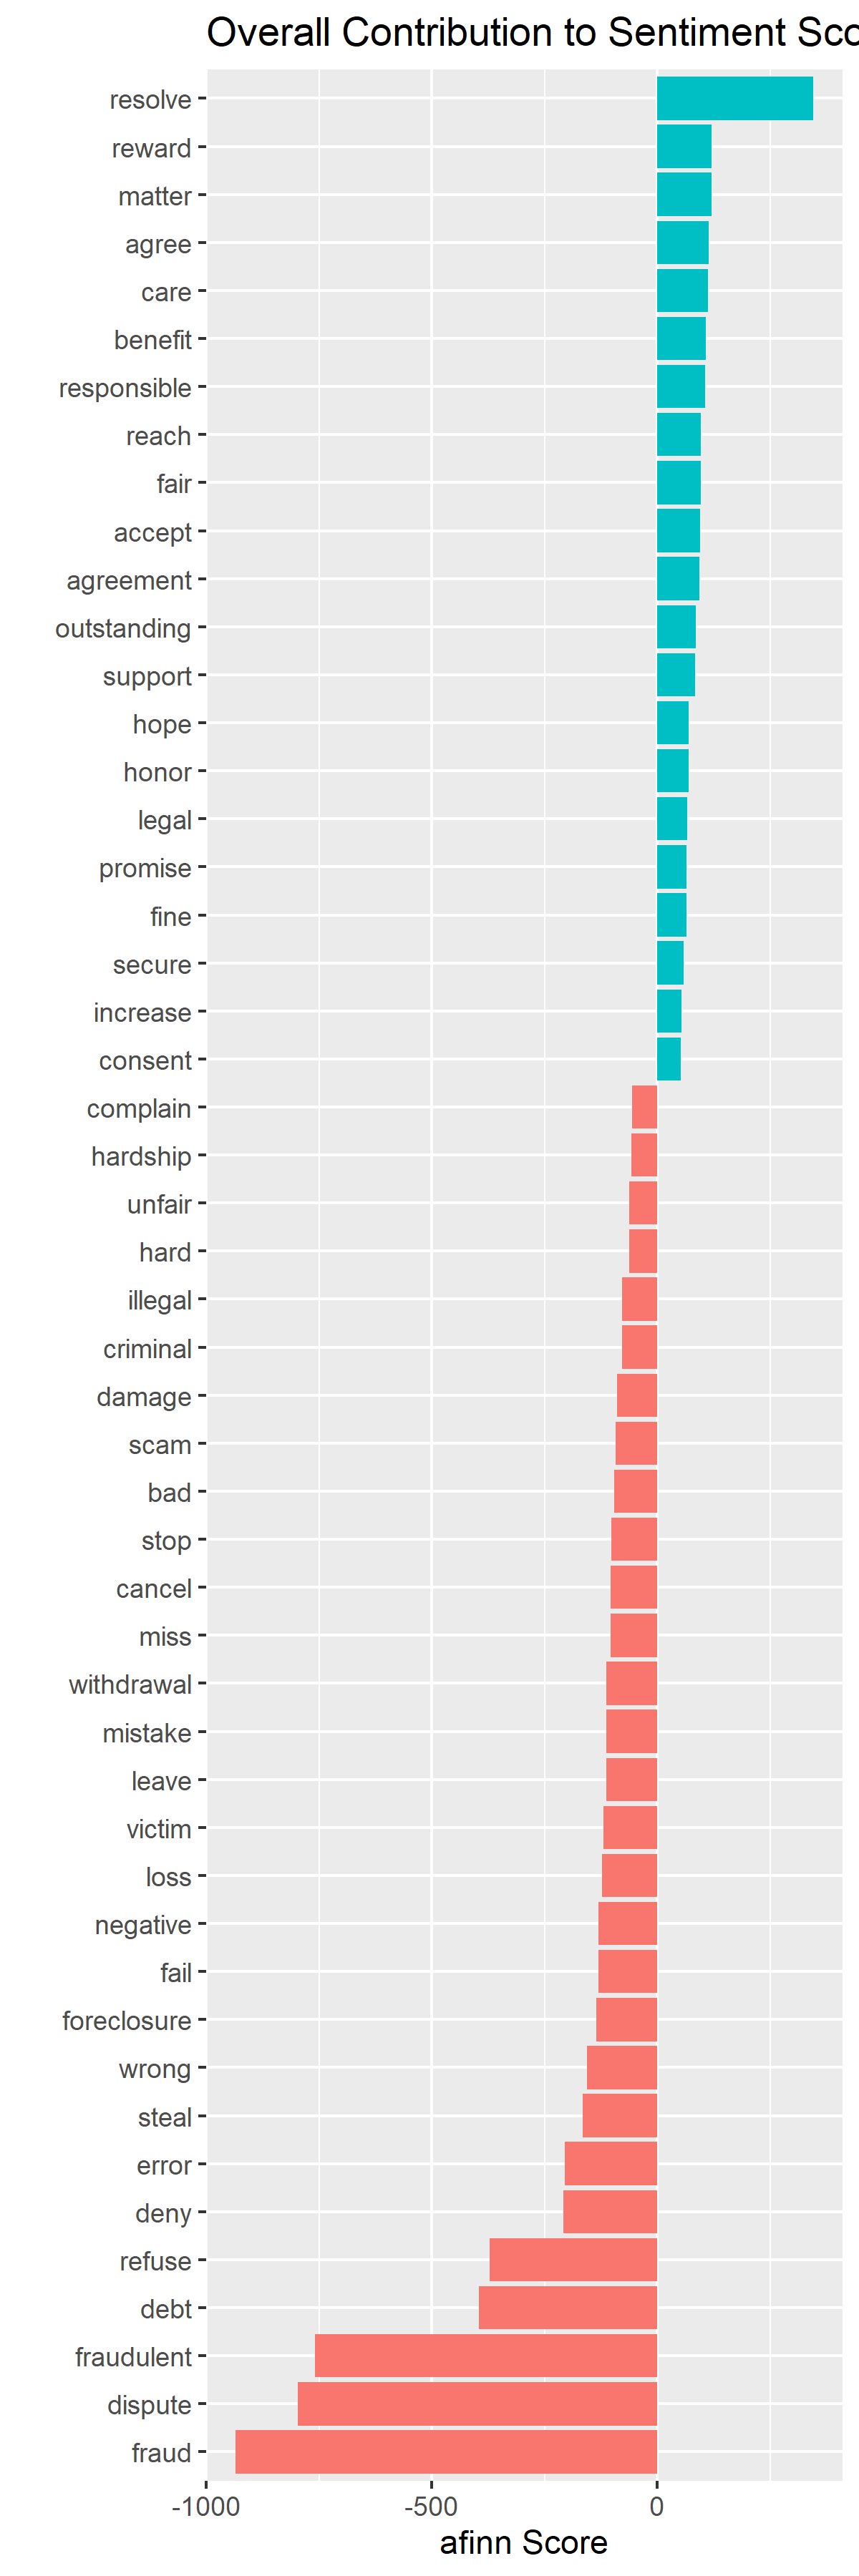 Overall Contribution to Sentiment Sco
resolve
reward
matter
agree
care
benefit
responsible
reach
fair
accept
agreement
outstanding
support
hope
honor
legal
promise
fine
secure
increase
consent
complain
hardship
unfair
hard
illegal
criminal
damage
scam
bad
stop
cancel
miss
withdrawal
mistake
leave
victim
loss
negative
fail
foreclosure
wrong
steal
error
deny
refuse
debt
fraudulent
dispute
fraud
-1000 -500 0
afinn Score